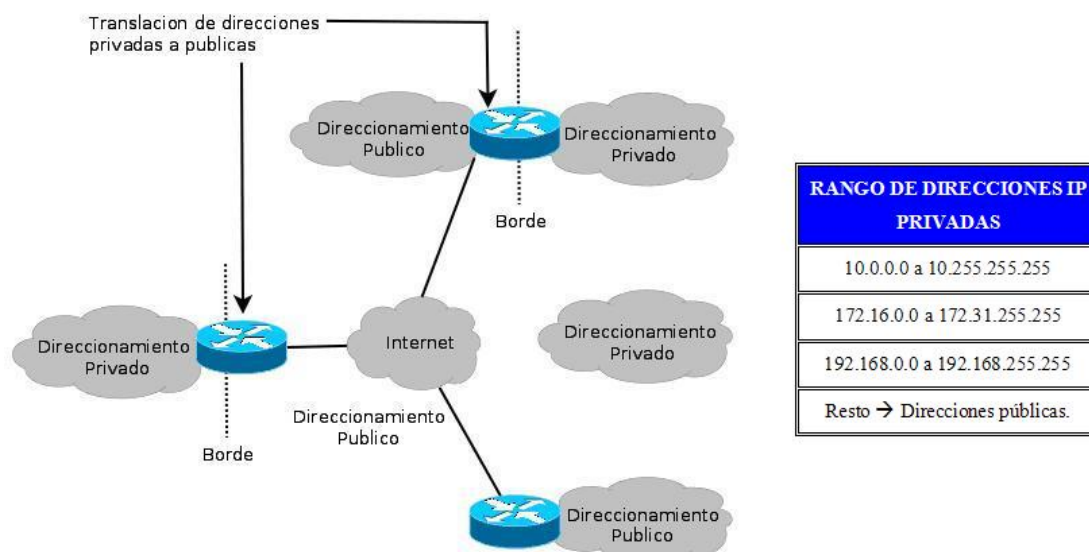 Translacion de direcciones
privadas a publicas
Direccionamiento
Publico
Direccionamiento
Privado
Borde
Direccionamiento
Privado
Internet
Direccionamiento
Privado
Direccionamiento
Publico
Borde
Direccionamiento
Publico
RANGO DE DIRECCIONES IP
PRIVADAS
10.0.0.0 a 10.255.255.255
172.16.0.0 a 172.31.255.255
192.168.0.0 a 192.168.255.255
Resto → Direcciones públicas.